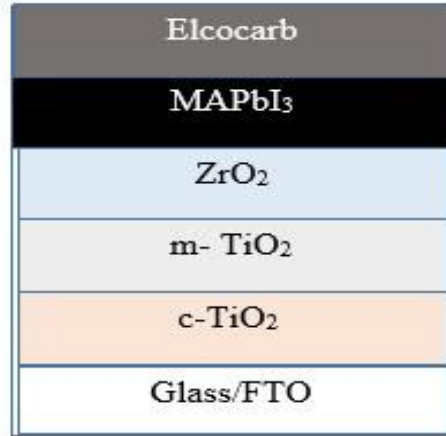 Elcocarb
MAPbI₃
ZrO₂
m- TiO₂
c-TiO₂
Glass/FTO